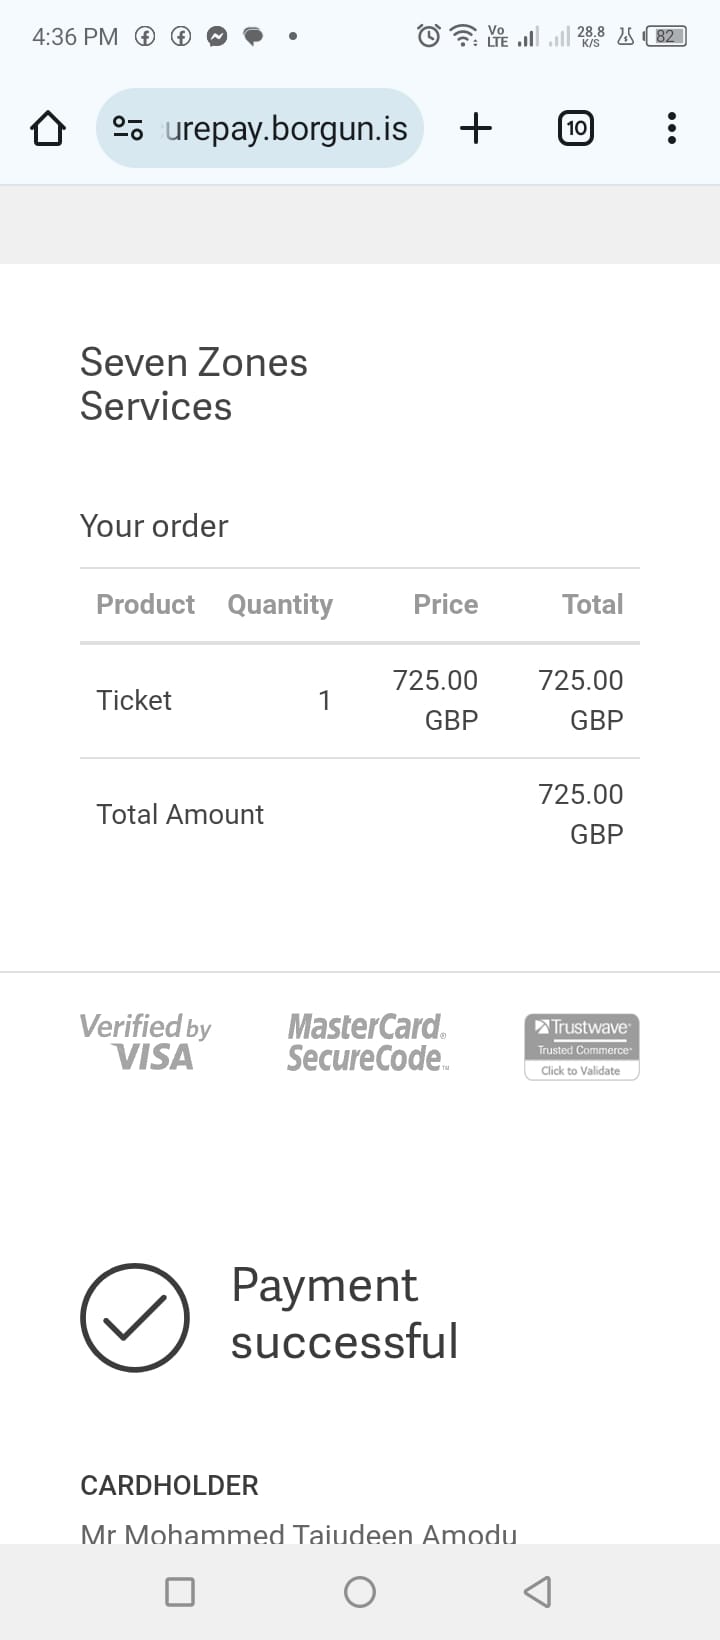 4:36 PM
Vo
LTE
28.8
K/S
82
urepay.borgun.is
10
Seven Zones
Services
Your order
Product Quantity Price Total
Ticket 1 725.00 GBP 725.00 GBP
Total Amount 725.00 GBP
Verified by
VISA
MasterCard®
SecureCode™
Trustwave®
Trusted Commerce™
Click to Validate
Payment
successful
CARDHOLDER
Mr Mohammed Tajudeen Amodu